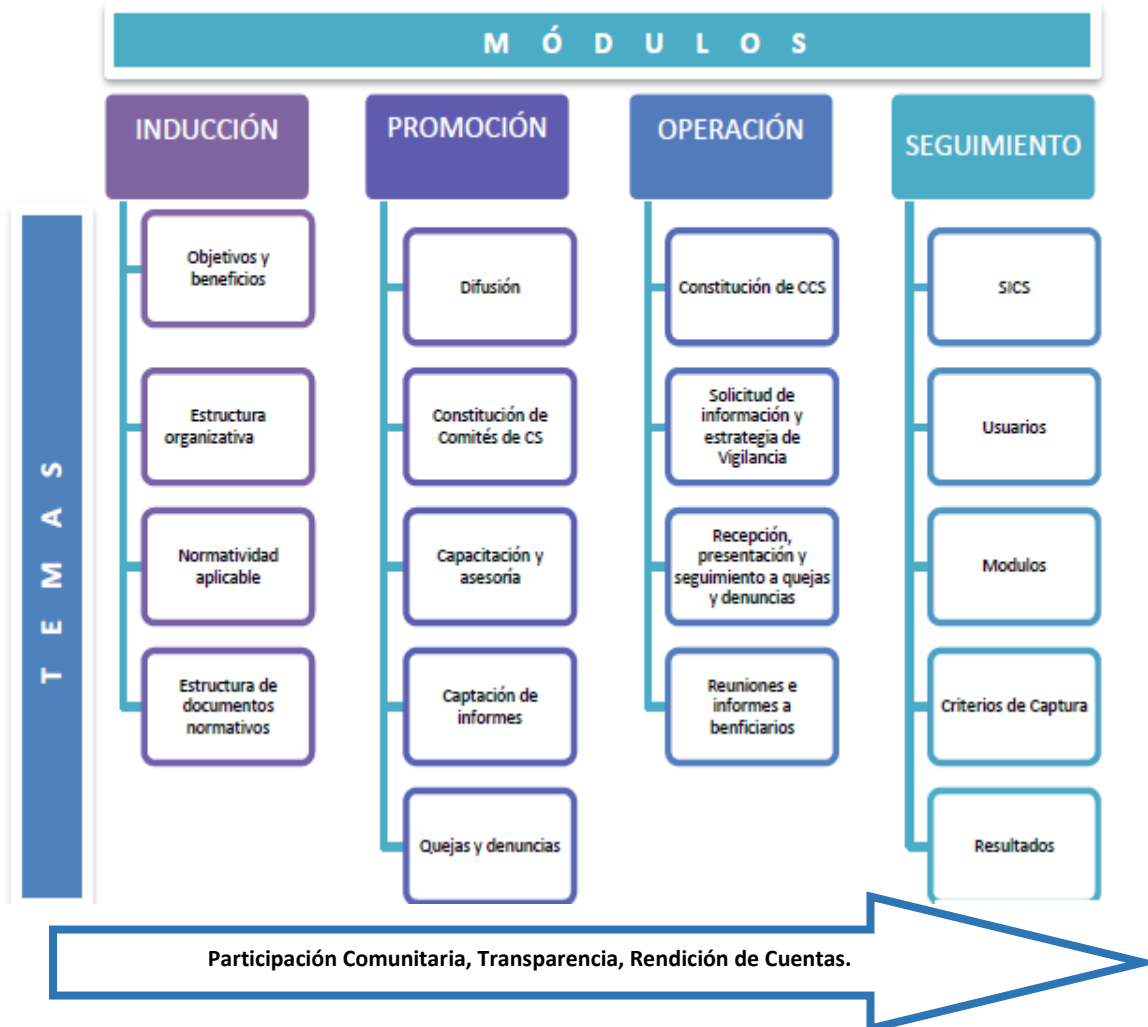 M Ó D U L O S
INDUCCIÓN
PROMOCIÓN
OPERACIÓN
SEGUIMIENTO
T E M A S
Objetivos y
beneficios
Estructura
organizativa
Normatividad
aplicable
Estructura de
documentos
normativos
Difusión
Constitución de
Comités de CS
Capacitación y
asesoría
Captación de
informes
Quejas y denuncias
Constitución de CCS
Solicitud de
información y
estrategia de
Vigilancia
Recepción,
presentación y
seguimiento a quejas
y denuncias
Reuniones e
informes a
benficiarios
SICS
Usuarios
Modulos
Criterios de Captura
Resultados
Participación Comunitaria, Transparencia, Rendición de Cuentas.